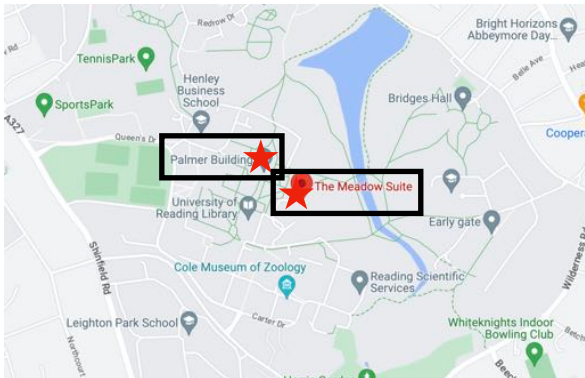 Redrow Dr
Bright Horizons
Abbeymore Day...
TennisPark
Belle Ave
Henley
Business
School
Bridges Hall
SportsPark
A327
Queen's Dr
Cooper
Palmer Building
The Meadow Suite
University of
Reading Library
Early gate
Shinfield Rd
Wilderness Rd
Cole Museum of Zoology
Reading Scientific
Services
Leighton Park School
Carter Dr
Whiteknights Indoor
Bowling Club
Northcourt